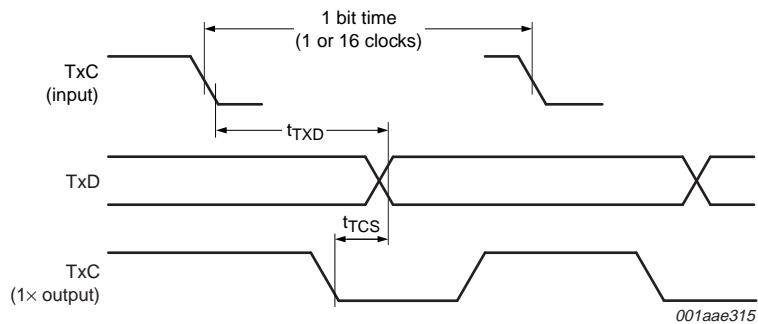 1 bit time
(1 or 16 clocks)
TxC
(input)
tTXD
TxD
tTCS
TxC
(1× output)
001aae315